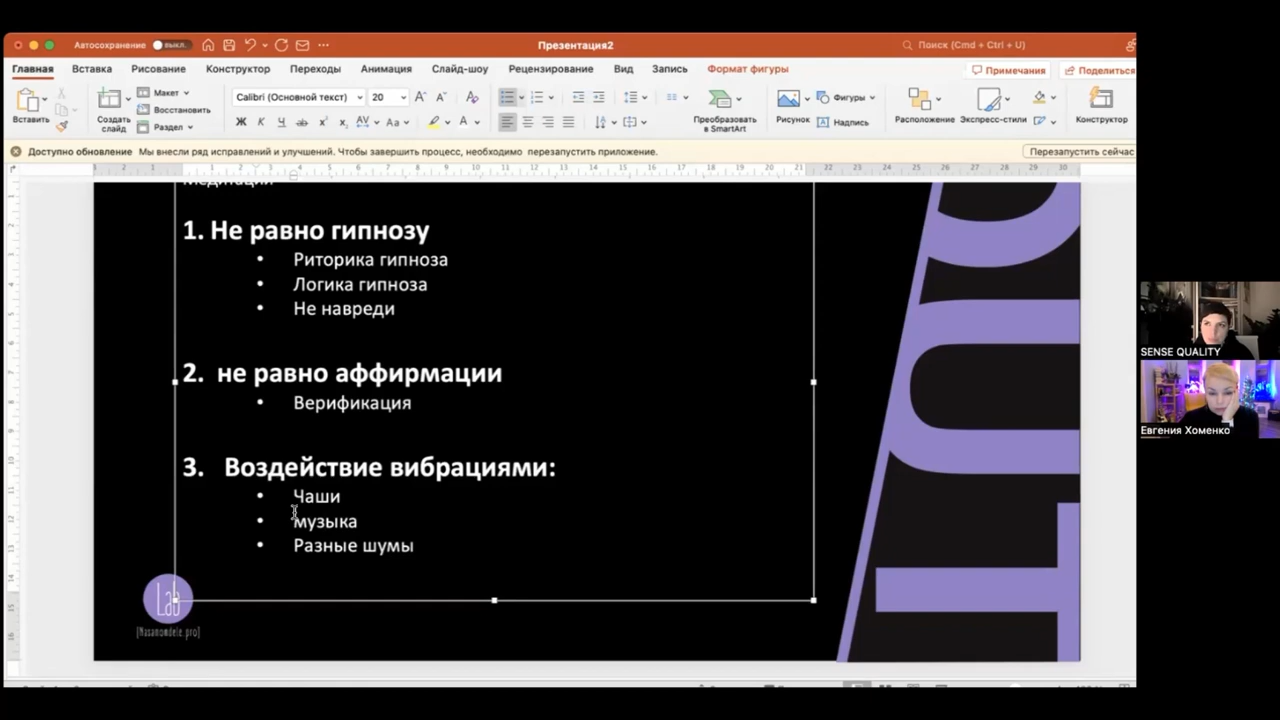 Автосохранение выкл.
Презентация2
Поиск (Cmd + Ctrl + U)
Главная Вставка Рисование Конструктор Переходы Анимация Слайд-шоу Рецензирование Вид Запись Формат фигуры
Примечания Поделиться
Вставить
Создать слайд
Макет
Восстановить
Раздел
Calibri (Основной текст) 20
Преобразовать в SmartArt
Рисунок
Фигуры
Надпись
Расположение
Экспресс-стили
Конструктор
Доступно обновление Мы внесли ряд исправлений и улучшений. Чтобы завершить процесс, необходимо перезапустить приложение. Перезапустить сейчас
Медитация
1. Не равно гипнозу
• Риторика гипноза
• Логика гипноза
• Не навреди
2. не равно аффирмации
• Верификация
3. Воздействие вибрациями:
• Чаши
• музыка
• Разные шумы
Lab
[Nasamomdele.pro]
SENSE QUALITY
Евгения Хоменко